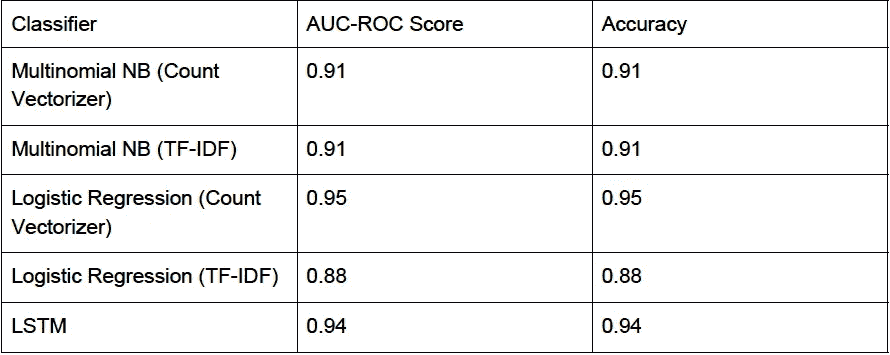 Classifier AUC-ROC Score Accuracy
Multinomial NB (Count 0.91 0.91
Vectorizer)
Multinomial NB (TF-IDF) 0.91 0.91
Logistic Regression (Count 0.95 0.95
Vectorizer)
Logistic Regression (TF-IDF) 0.88 0.88
LSTM 0.94 0.94